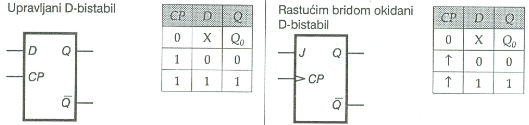 Upravljani D-bistabil
D Q
CP
Q̅
CP D Q
0 X Q₀
1 0 0
1 1 1
Rastućim bridom okidani
D-bistabil
J Q
CP
Q̅
CP D Q
0 X Q₀
↑ 0 0
↑ 1 1